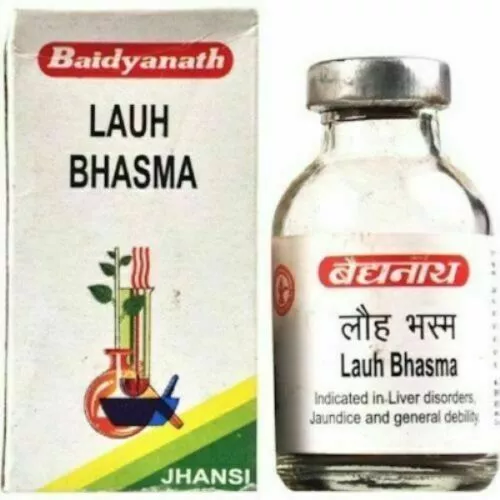 Baidyanath
LAUH
BHASMA
JHANSI
बैद्यनाथ
लौह भस्म
Lauh Bhasma
Indicated in Liver disorders,
Jaundice and general debility.